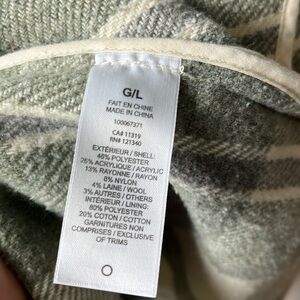 G/L
FAIT EN CHINE
MADE IN CHINA
100067371
CA# 11319
RN# 121340
EXTÉRIEUR / SHELL:
46% POLYESTER
26% ACRYLIQUE / ACRYLIC
13% RAYONNE / RAYON
8% NYLON
4% LAINE / WOOL
3% AUTRES / OTHERS
INTÉRIEUR / LINING:
80% POLYESTER
20% COTON / COTTON
GARNITURES NON
COMPRISES / EXCLUSIVE
OF TRIMS